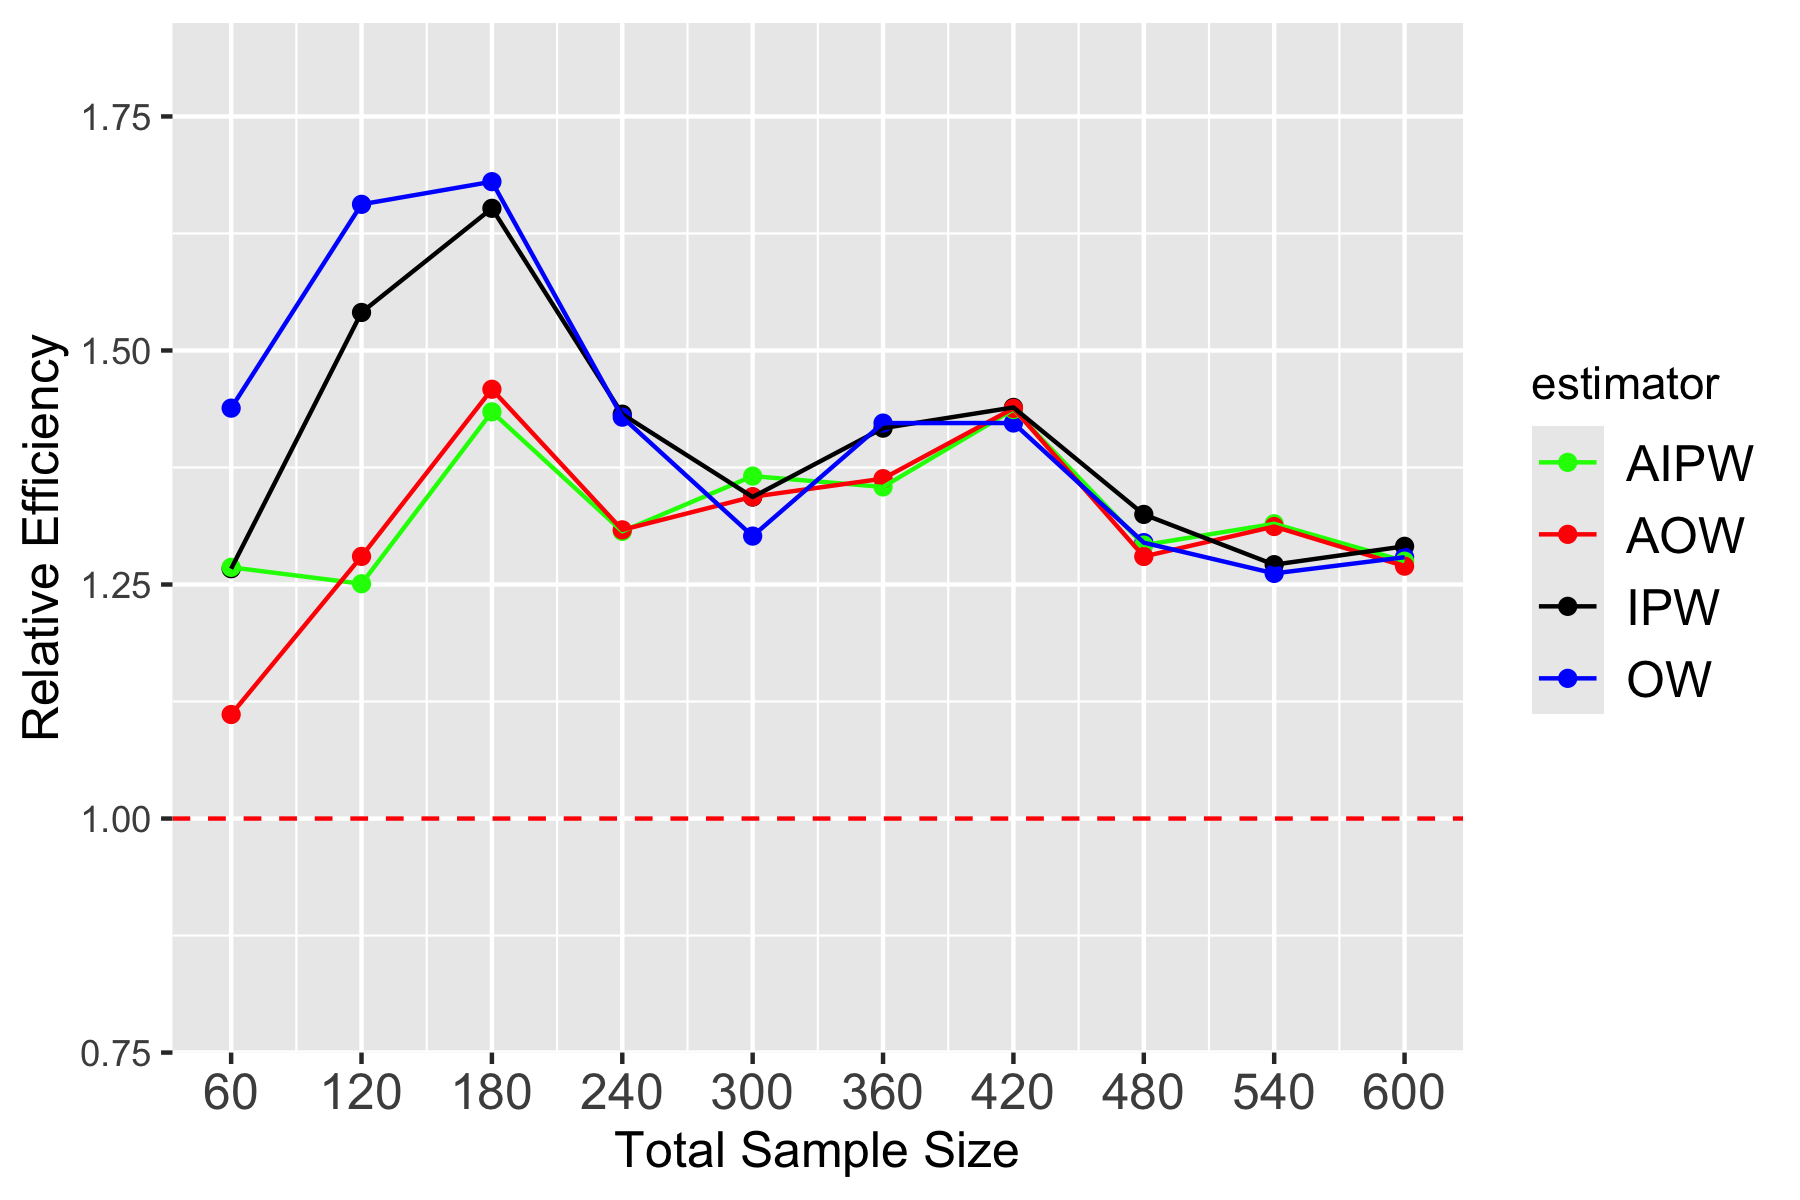 1.75
1.50
1.25
1.00
0.75
Relative Efficiency
60 120 180 240 300 360 420 480 540 600
Total Sample Size
estimator
AIPW
AOW
IPW
OW